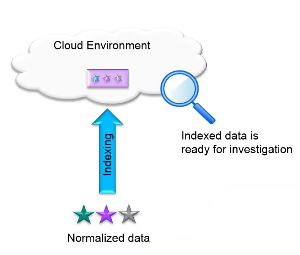 Cloud Environment
Indexed data is
ready for investigation
Indexing
Normalized data